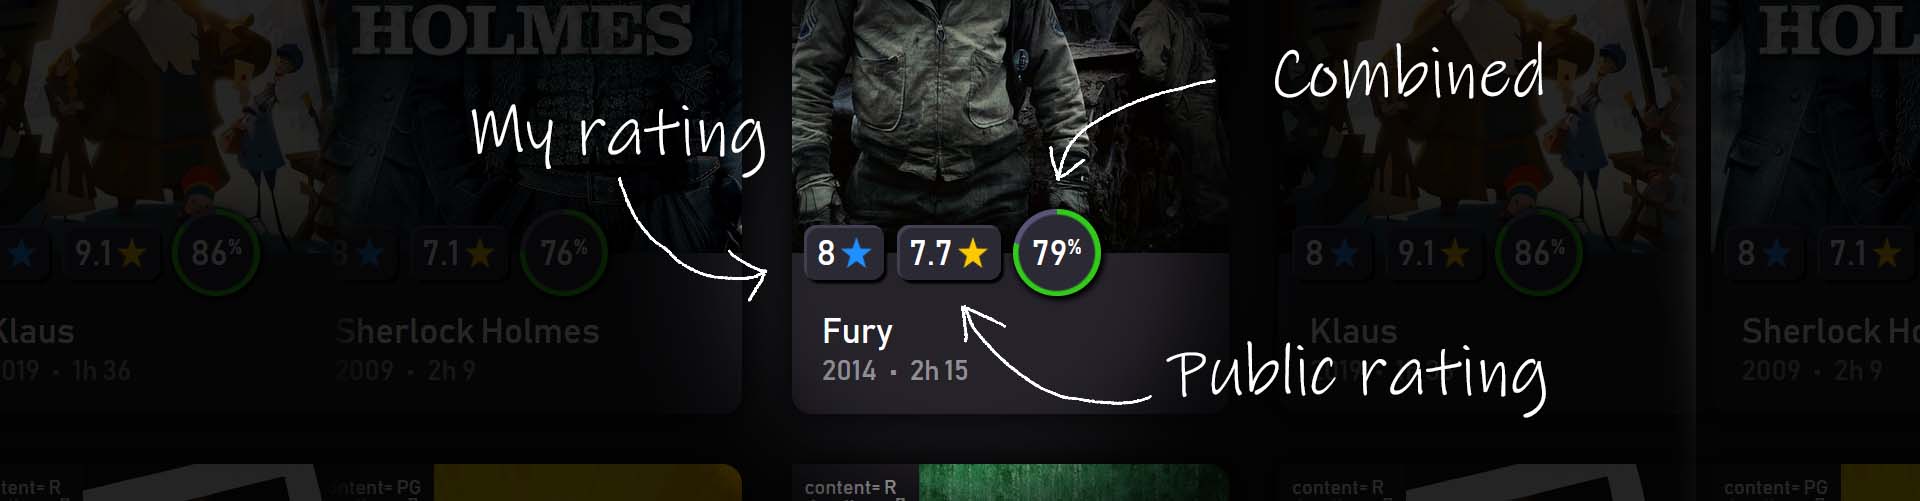 HOLMES
HOL
Combined
My rating
9.1 86%
8 7.1 76%
8 7.7 79%
8 9.1 86%
8 7.1
Klaus
2019 • 1h 36
Sherlock Holmes
2009 • 2h 9
Fury
2014 • 2h 15
Klaus
Public rating
Sherlock Ho
2009 • 2h 9
tent= R
ntent= PG
content= R
content= R
content= PG